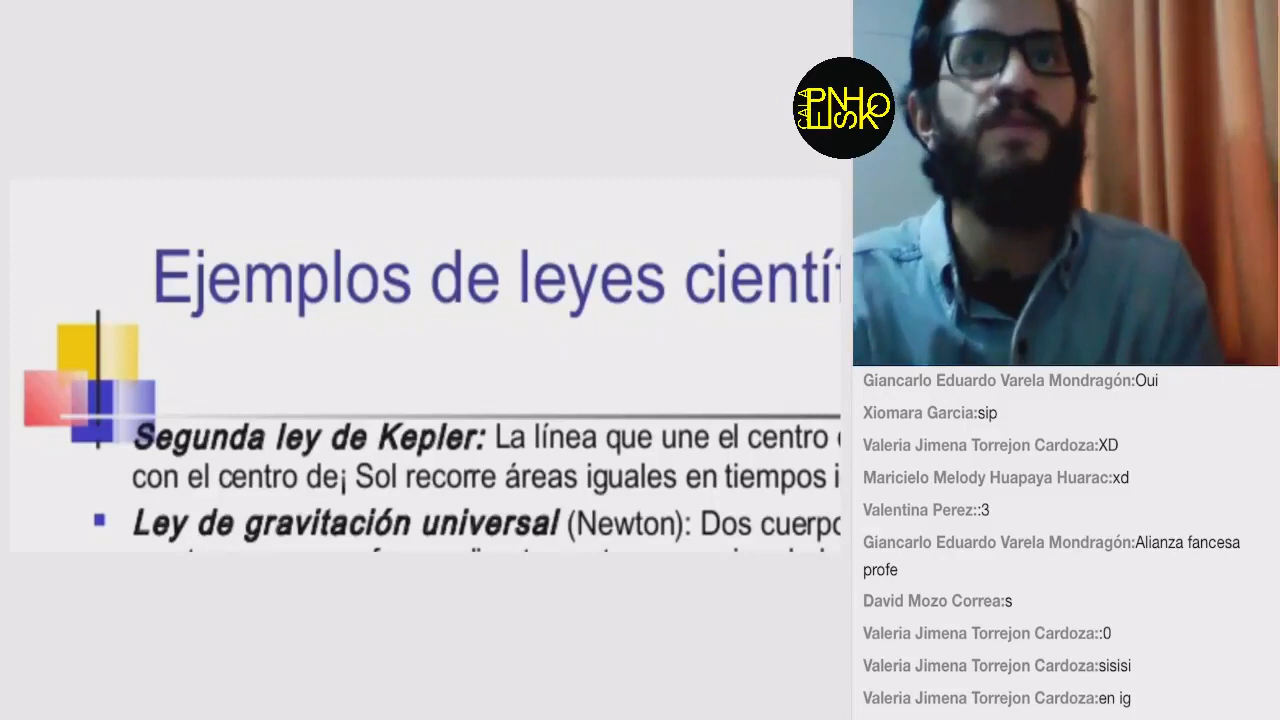 Ejemplos de leyes científ
Segunda ley de Kepler: La línea que une el centro
con el centro de¡ Sol recorre áreas iguales en tiempos i
Ley de gravitación universal (Newton): Dos cuerpo
CALA
PENHOSK
Giancarlo Eduardo Varela Mondragón:Oui
Xiomara Garcia:sip
Valeria Jimena Torrejon Cardoza:XD
Maricielo Melody Huapaya Huarac:xd
Valentina Perez::3
Giancarlo Eduardo Varela Mondragón:Alianza fancesa
profe
David Mozo Correa:s
Valeria Jimena Torrejon Cardoza::0
Valeria Jimena Torrejon Cardoza:sisisi
Valeria Jimena Torrejon Cardoza:en ig